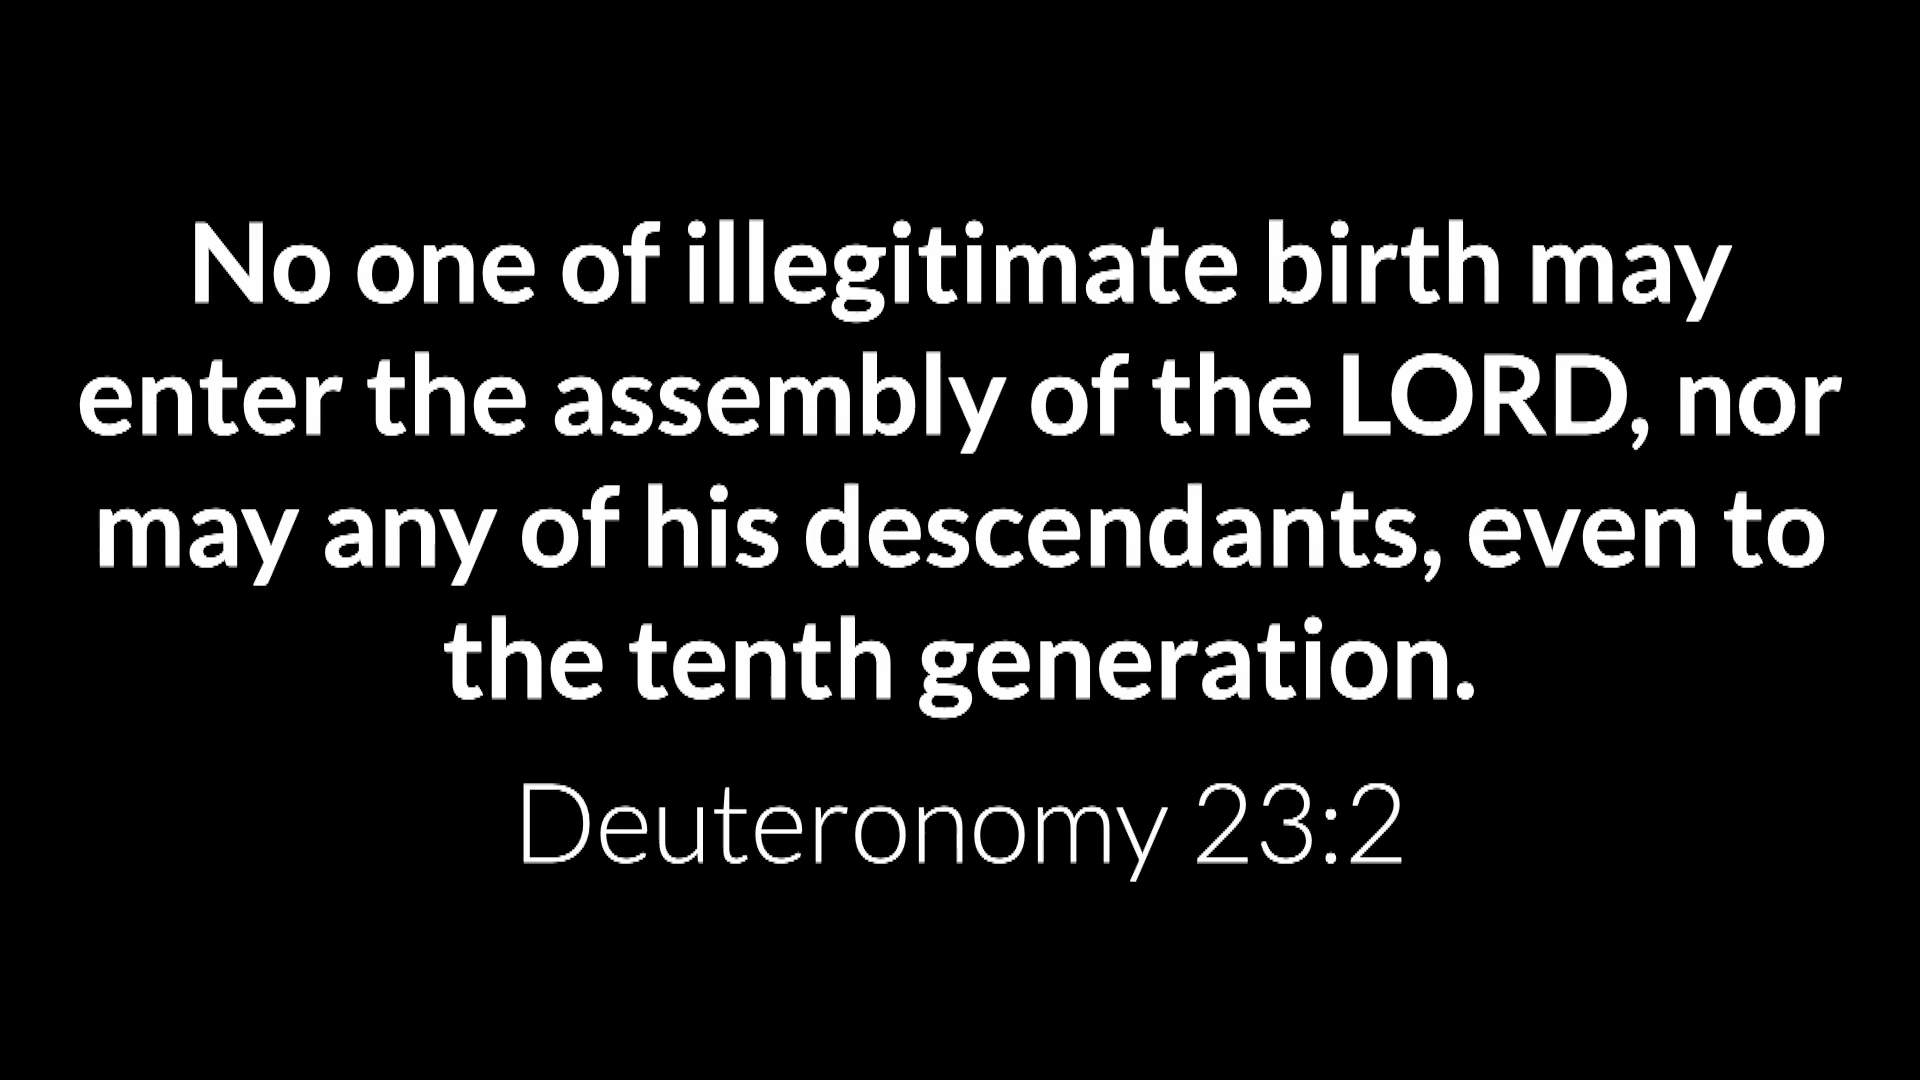 No one of illegitimate birth may
enter the assembly of the LORD, nor
may any of his descendants, even to
the tenth generation.
Deuteronomy 23:2